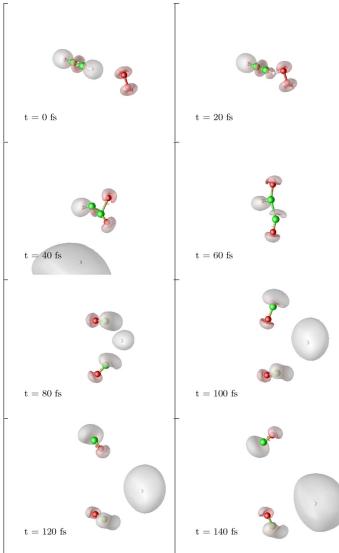 t = 0 fs
t = 20 fs
t = 40 fs
t = 60 fs
t = 80 fs
t = 100 fs
t = 120 fs
t = 140 fs